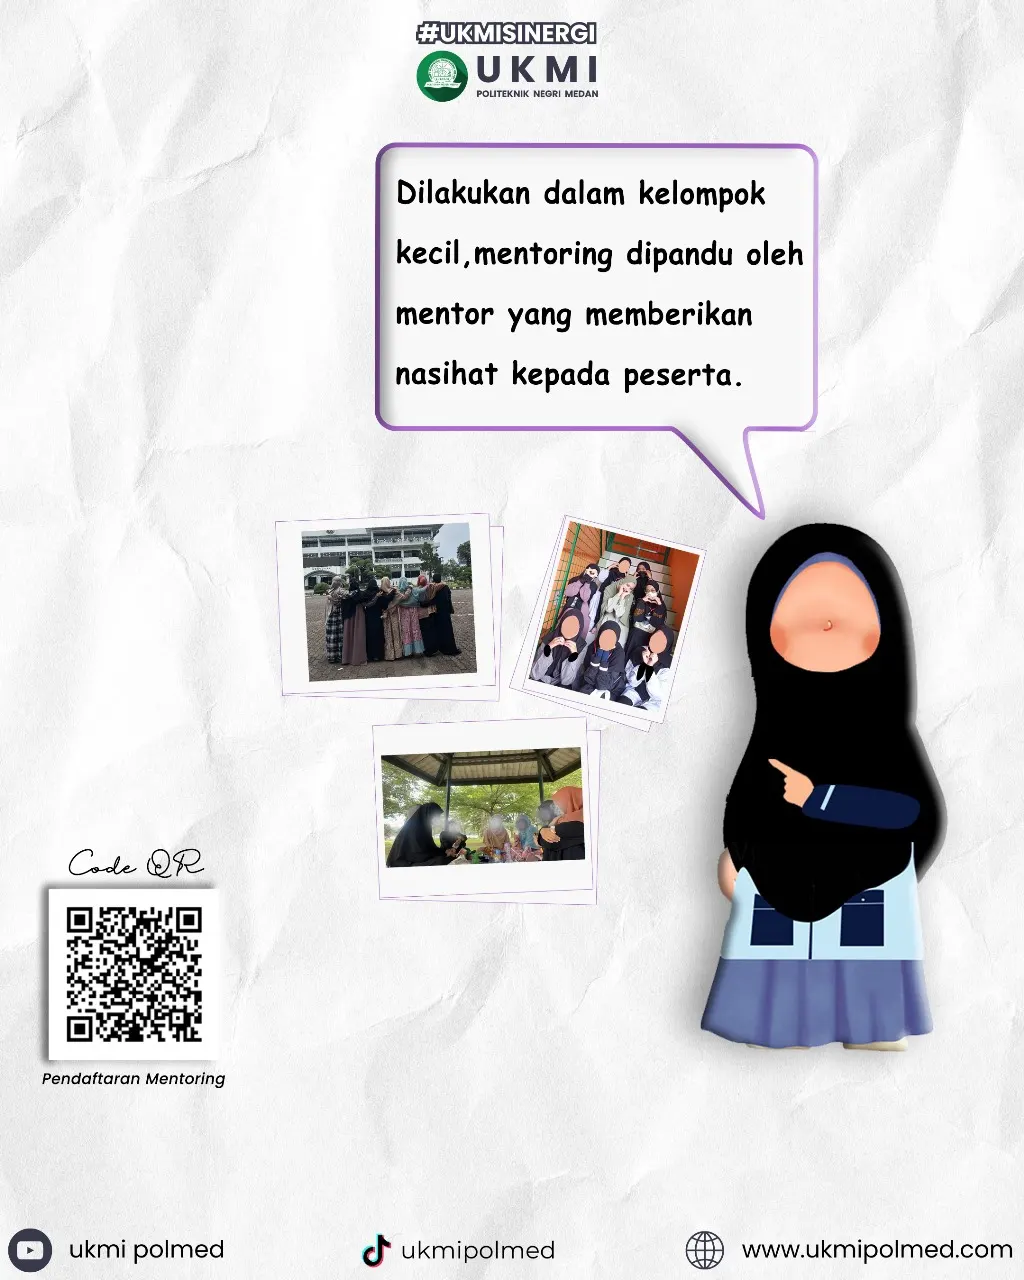 #UKMISINERGI
UKMI
POLITEKNIK NEGRI MEDAN
Dilakukan dalam kelompok
kecil,mentoring dipandu oleh
mentor yang memberikan
nasihat kepada peserta.
Code QR
Pendaftaran Mentoring
ukmi polmed
ukmipolmed
www.ukmipolmed.com